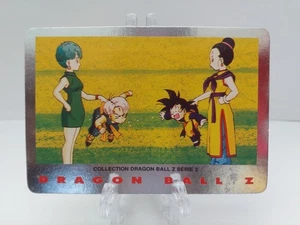 COLLECTION DRAGON BALL Z SERIE 2
DRAGON BALL Z